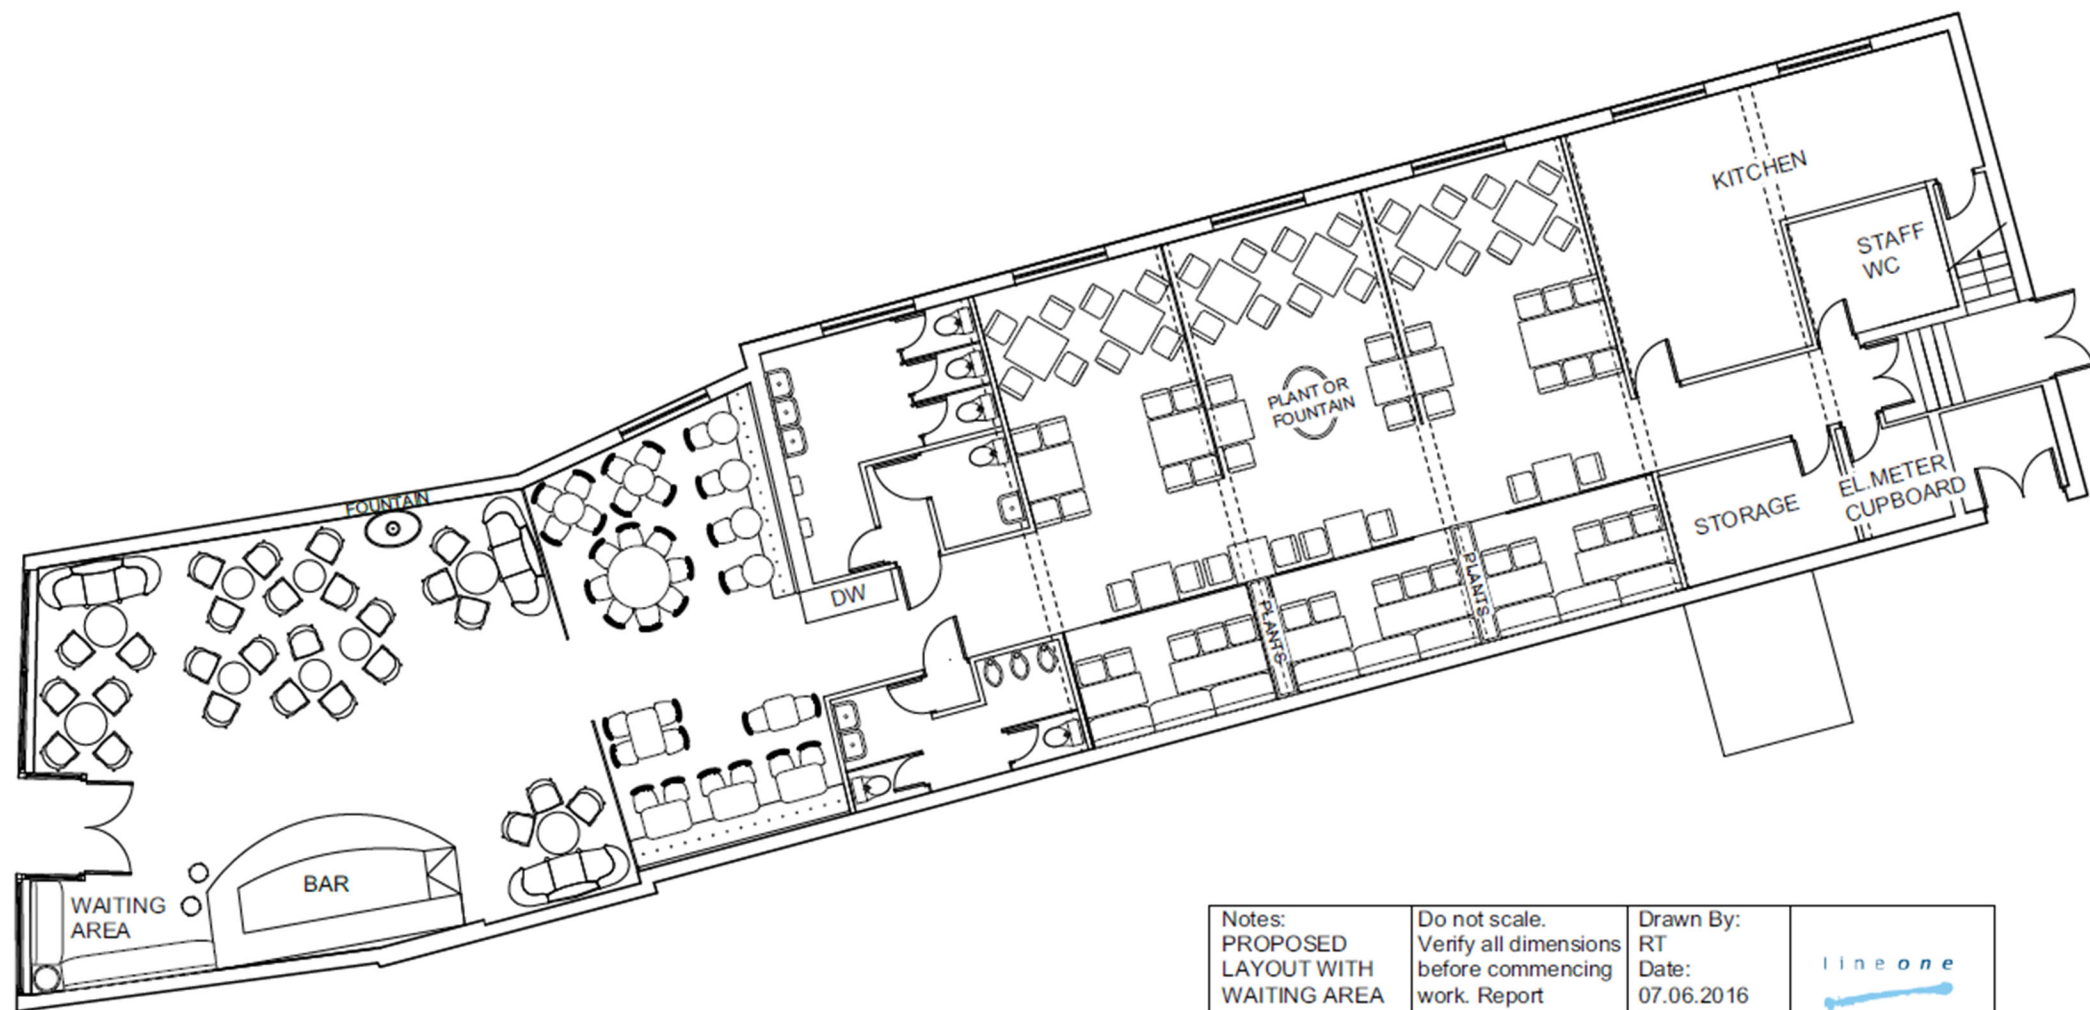 KITCHEN
STAFF
WC
PLANT OR
FOUNTAIN
FOUNTAIN
EL.METER
CUPBOARD
STORAGE
DW
PLANTS
PLANTS
BAR
WAITING
AREA
Notes:
PROPOSED
LAYOUT WITH
WAITING AREA
Do not scale.
Verify all dimensions
before commencing
work. Report
Drawn By:
RT
Date:
07.06.2016
lineone